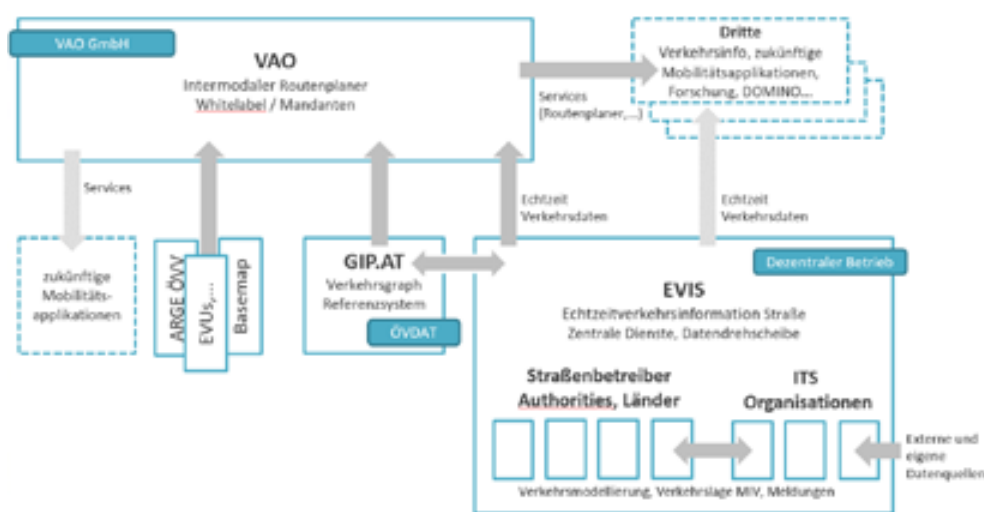 VAO GmbH
VAO
Intermodaler Routenplaner
Whitelabel / Mandanten
Dritte
Verkehrsinfo, zukünftige
Mobilitätsapplikationen,
Forschung, DOMINO...
Services
(Routenplaner,...)
Services
Echtzeit
Verkehrsdaten
Echtzeit
Verkehrsdaten
zukünftige
Mobilitäts-
applikationen
ARGE ÖVV
EVUs,...
Basemap
GIP.AT
Verkehrsgraph
Referenzsystem
ÖVDAT
Dezentraler Betrieb
EVIS
Echtzeitverkehrsinformation Straße
Zentrale Dienste, Datendrehscheibe
Straßenbetreiber
Authorities, Länder
ITS
Organisationen
Externe und
eigene
Datenquellen
Verkehrsmodellierung, Verkehrslage MIV, Meldungen